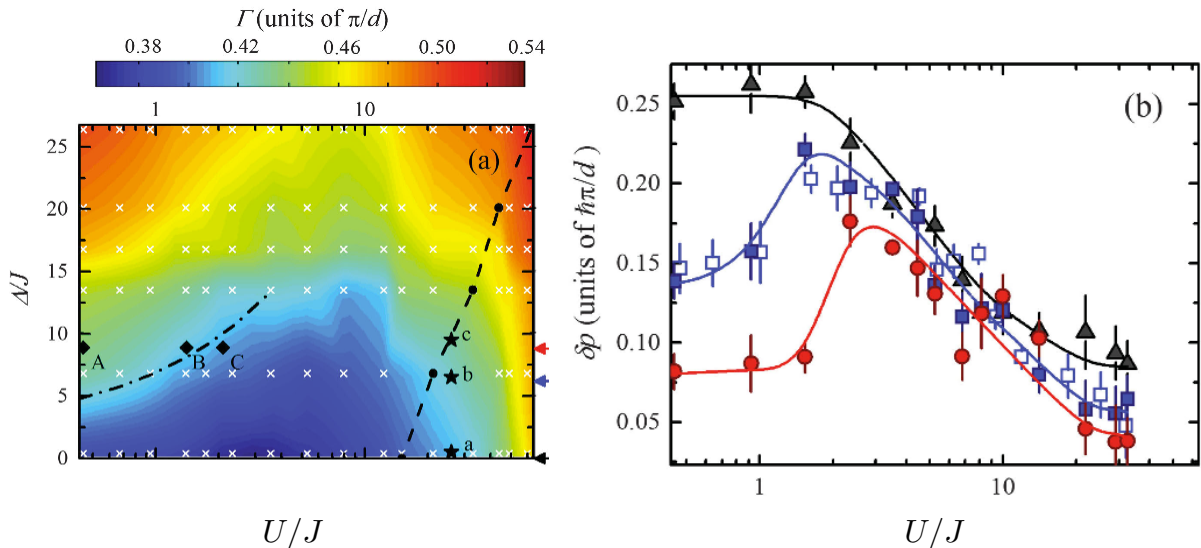 Γ (units of π/d)
0.38 0.42 0.46 0.50 0.54
1 10
(a)
25
20
15
10
5
0
Δ/J
A B C
c
b
a
U/J
(b)
0.25
0.20
0.15
0.10
0.05
δp (units of ħπ/d)
1 10
U/J